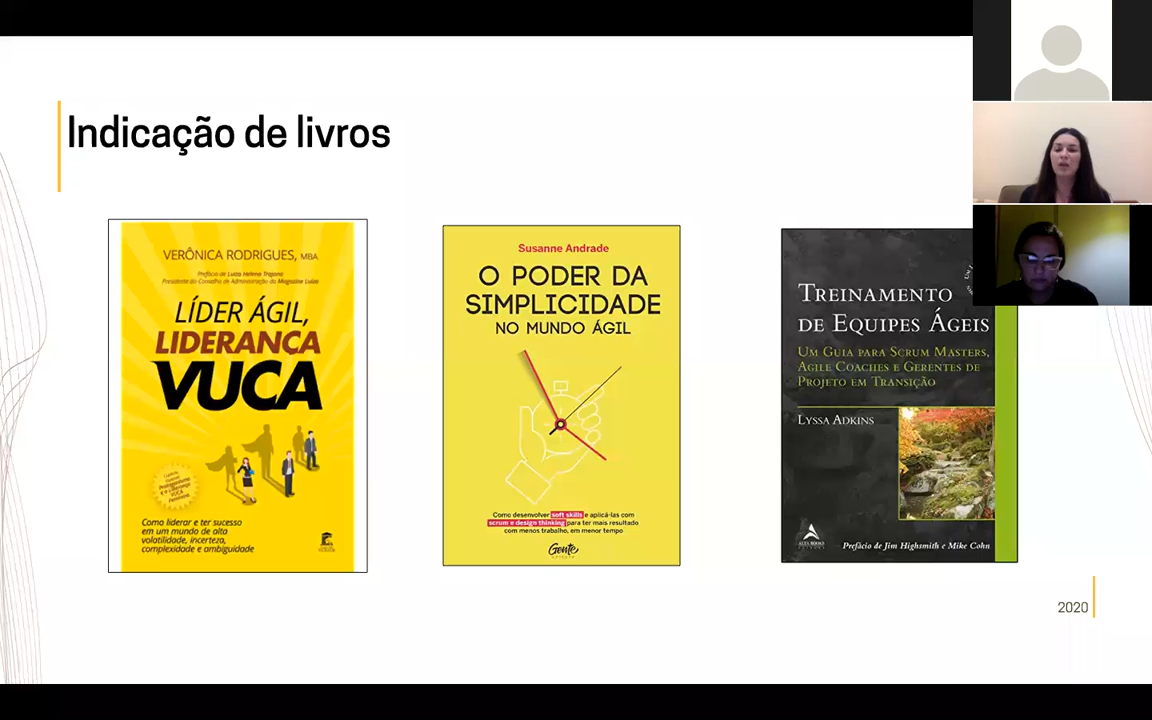 Indicação de livros
VERÔNICA RODRIGUES, MBA
Prefácio de Luiza Helena Trajano
Presidente do Conselho de Administração do Magazine Luiza
LÍDER ÁGIL,
LIDERANÇA
VUCA
Como liderar e ter sucesso
em um mundo de alta
volatilidade, incerteza,
complexidade e ambiguidade
Susanne Andrade
O PODER DA
SIMPLICIDADE
NO MUNDO ÁGIL
Como desenvolver soft skills e aplicá-las com
scrum e design thinking para ter mais resultado
com menos trabalho, em menor tempo
Gente
TREINAMENTO
DE EQUIPES ÁGEIS
UM GUIA PARA SCRUM MASTERS,
AGILE COACHES E GERENTES DE
PROJETO EM TRANSIÇÃO
LYSSA ADKINS
ALTA BOOKS
Prefácio de Jim Highsmith e Mike Cohn
2020